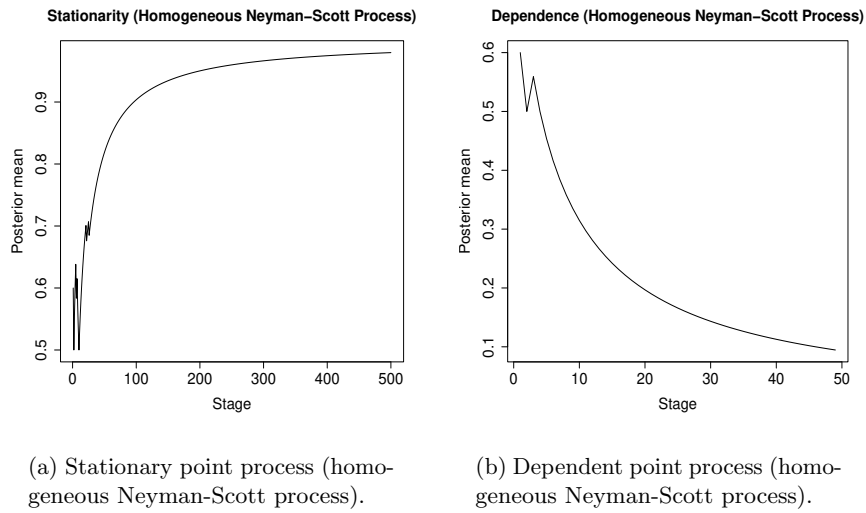 Stationarity (Homogeneous Neyman−Scott Process)
Posterior mean
0.5 0.6 0.7 0.8 0.9
0 100 200 300 400 500
Stage
(a) Stationary point process (homo-
geneous Neyman-Scott process).
Dependence (Homogeneous Neyman−Scott Process)
Posterior mean
0.1 0.2 0.3 0.4 0.5 0.6
0 10 20 30 40 50
Stage
(b) Dependent point process (homo-
geneous Neyman-Scott process).